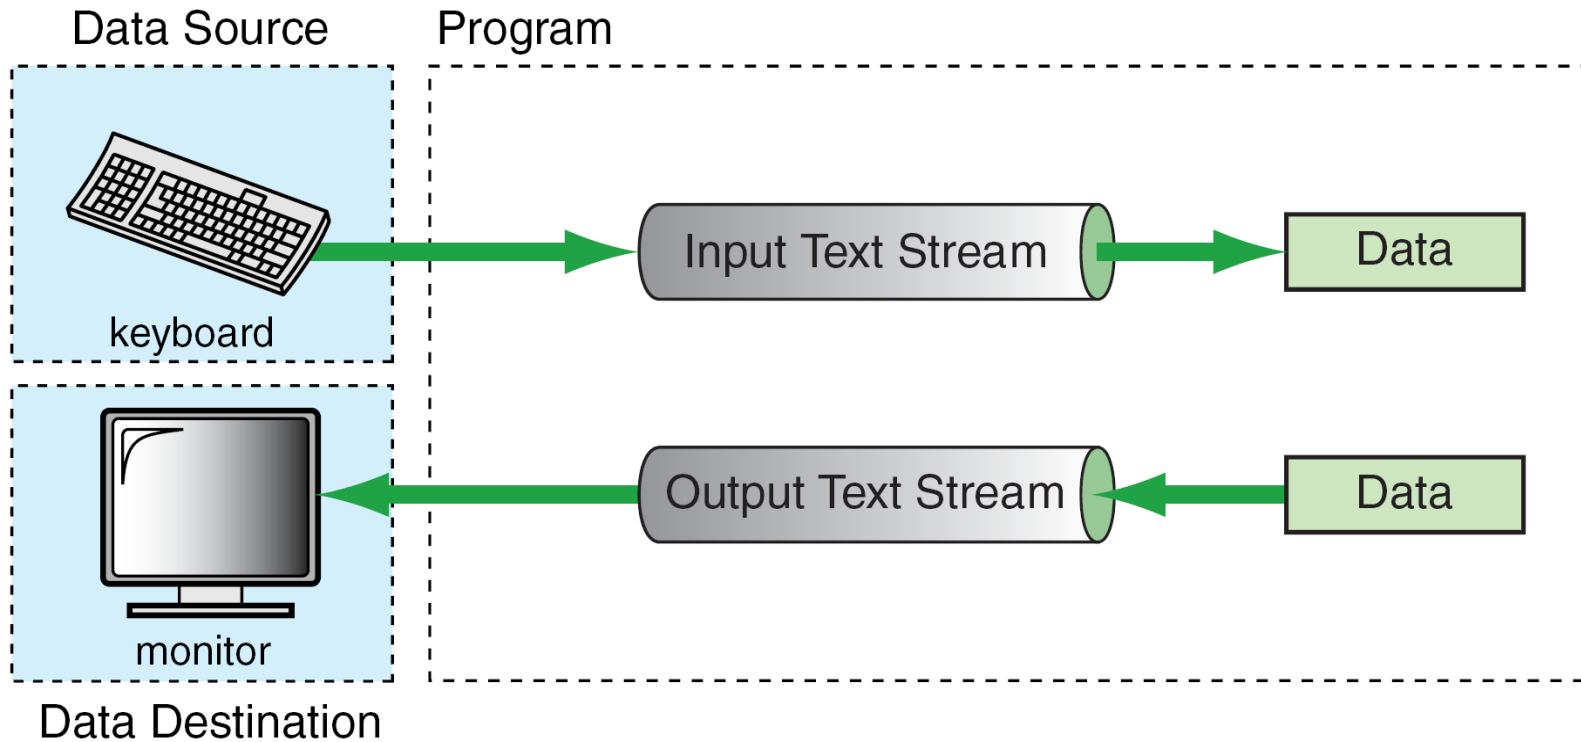 Data Source
Program
keyboard
Input Text Stream
Data
monitor
Output Text Stream
Data
Data Destination